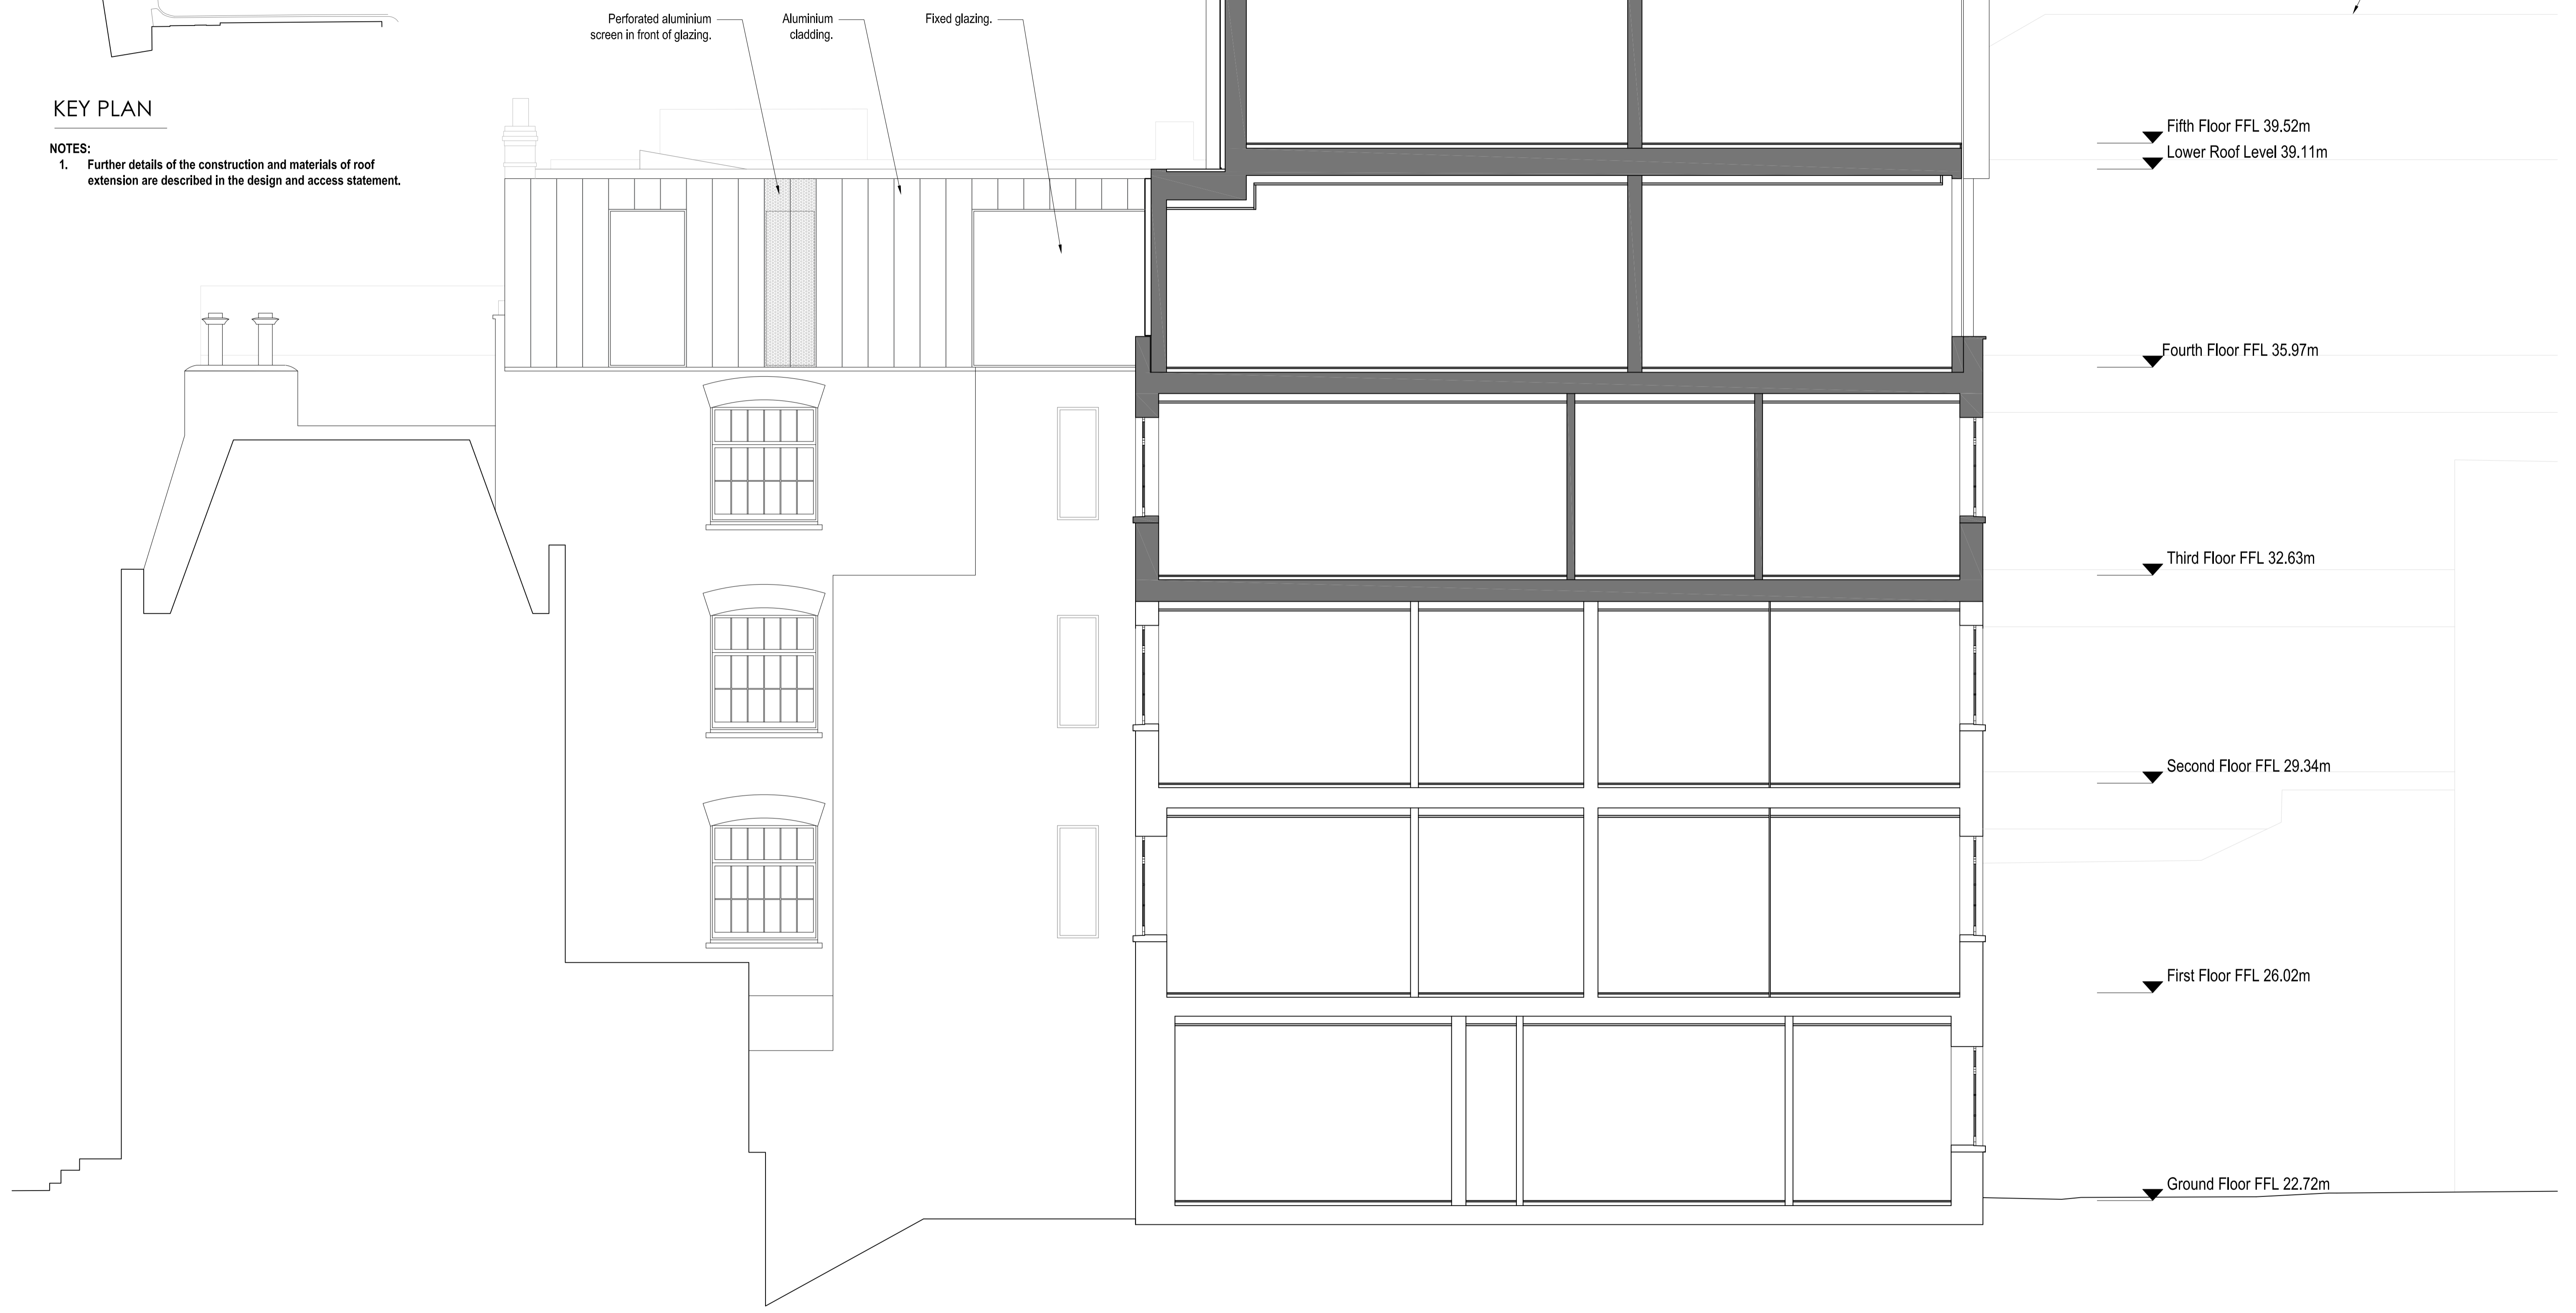 Perforated aluminium
screen in front of glazing.
Aluminium
cladding.
Fixed glazing.
KEY PLAN
NOTES:
1. Further details of the construction and materials of roof
extension are described in the design and access statement.
Fifth Floor FFL 39.52m
Lower Roof Level 39.11m
Fourth Floor FFL 35.97m
Third Floor FFL 32.63m
Second Floor FFL 29.34m
First Floor FFL 26.02m
Ground Floor FFL 22.72m